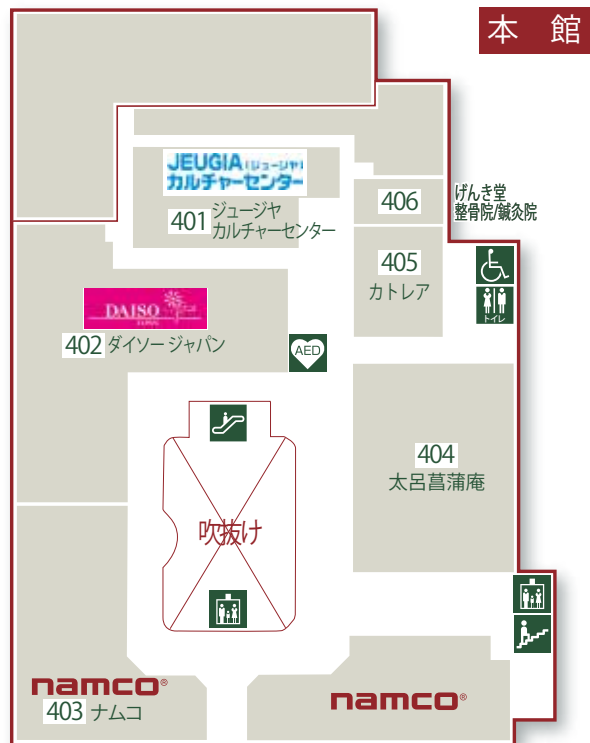 本 館
JEUGIA(ジュージヤ)
カルチャーセンター
401 ジュージヤ
カルチャーセンター
406
げんき堂
整骨院/鍼灸院
405
カトレア
トイレ
DAISO
JAPAN
402 ダイソー ジャパン
AED
404
太呂菖蒲庵
吹抜け
namco®
403 ナムコ
namco®